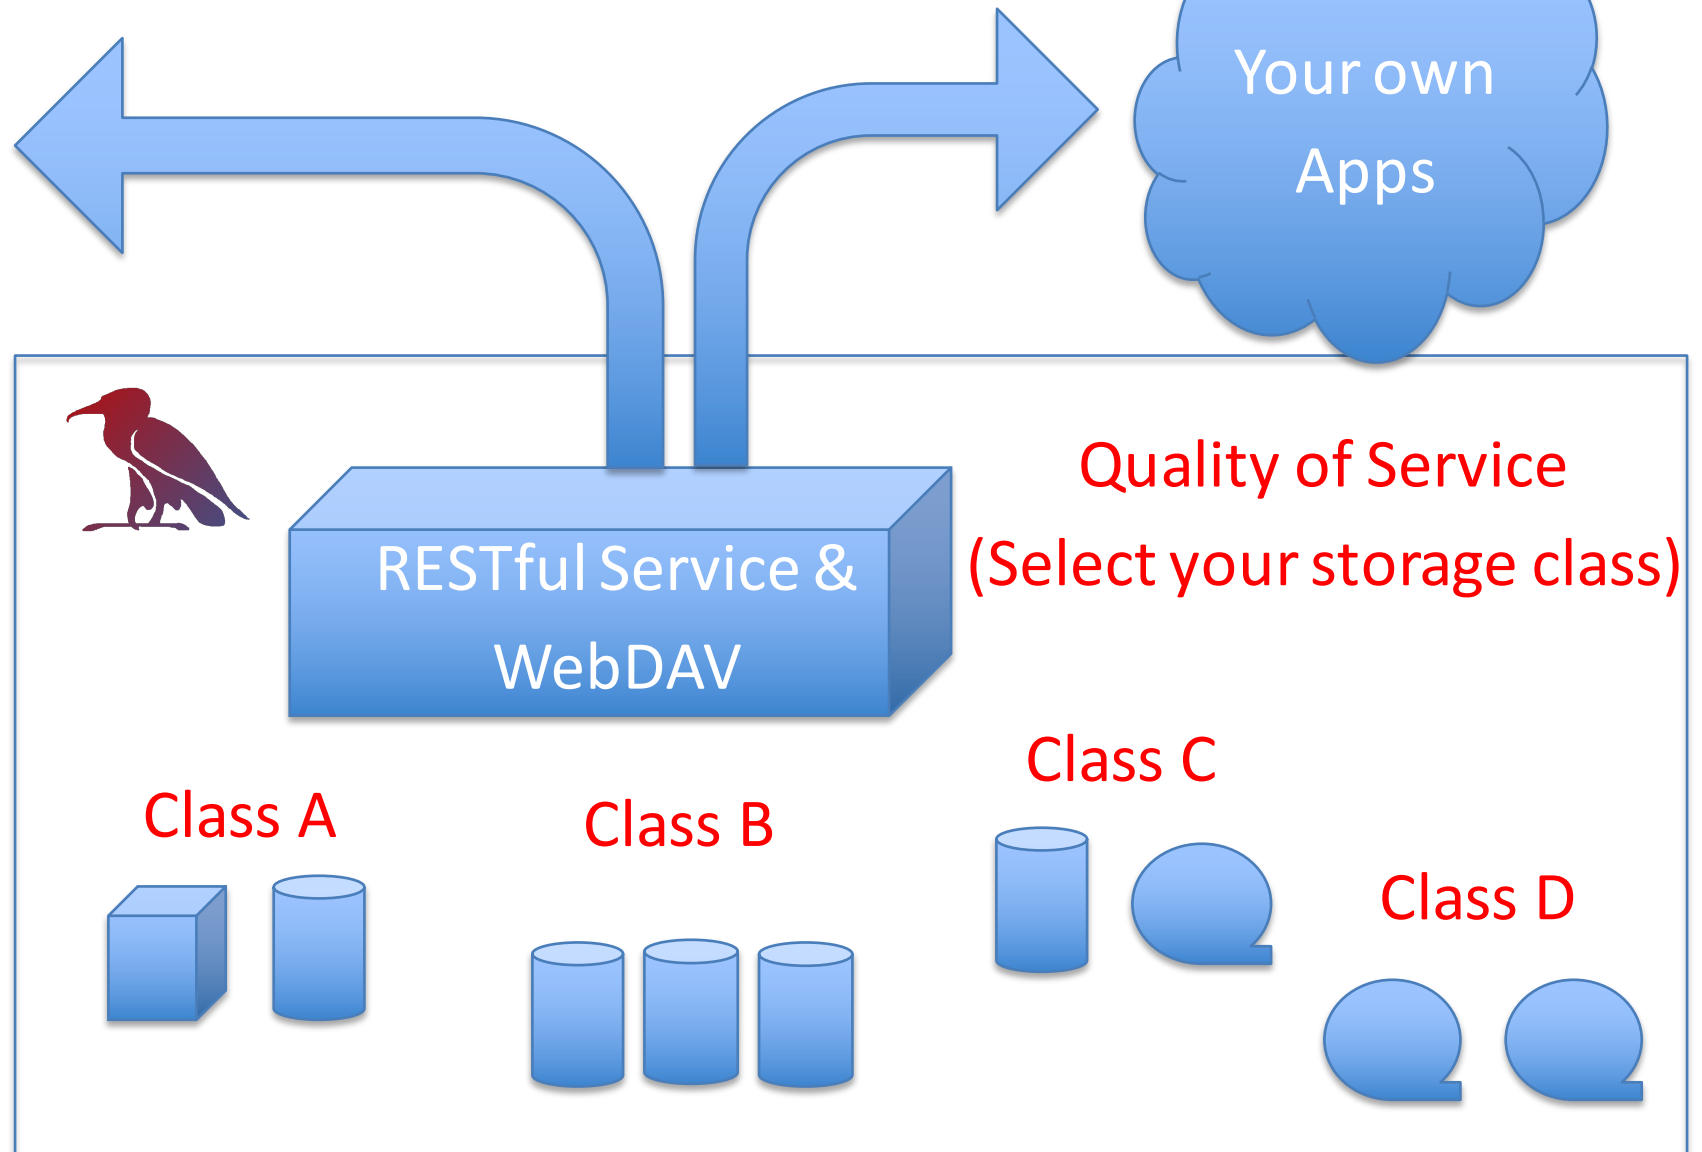 Your own
Apps
Quality of Service
(Select your storage class)
RESTful Service &
WebDAV
Class A
Class B
Class C
Class D